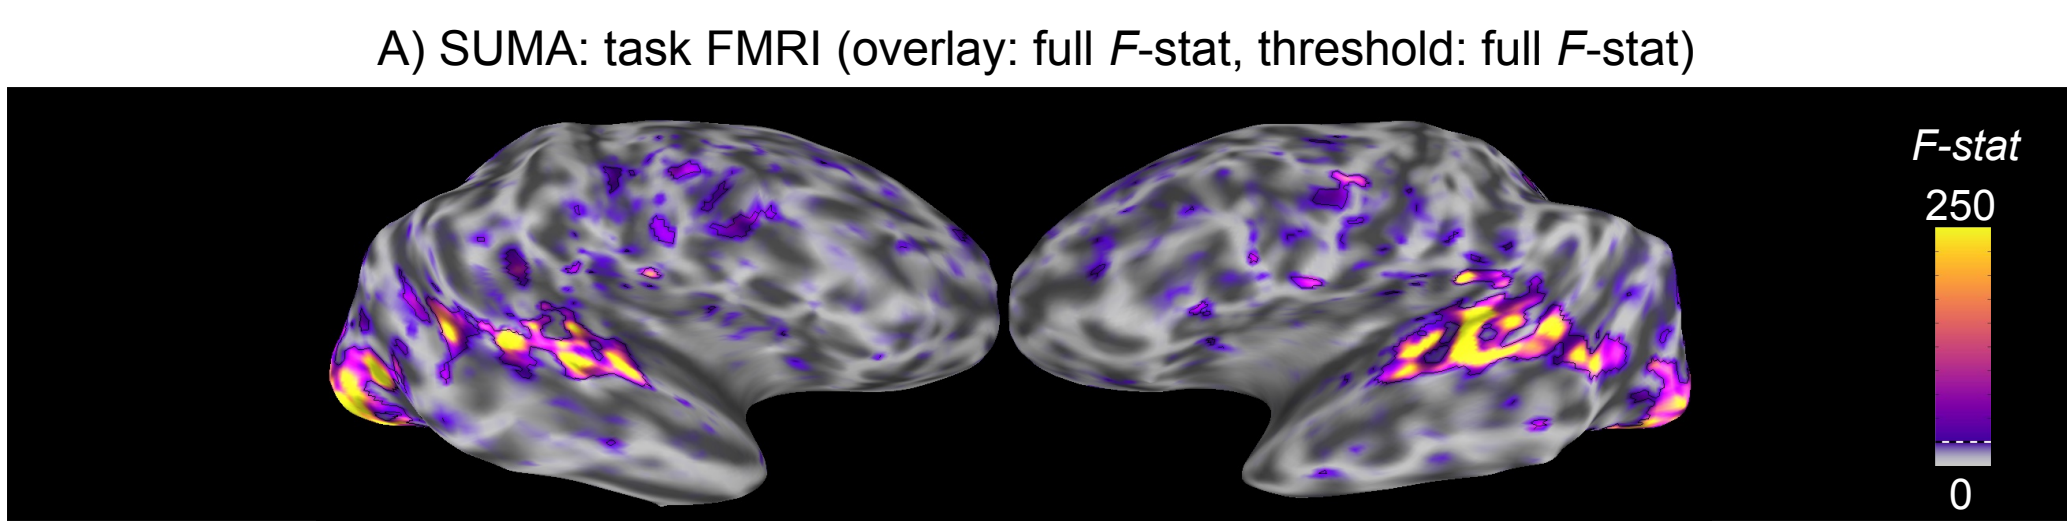 A) SUMA: task FMRI (overlay: full F-stat, threshold: full F-stat)
F-stat
250
0